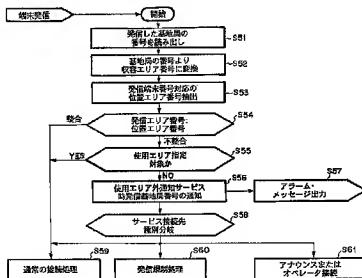 端末発信
開始
発信した基地局の
番号を読み出し
S51
基地局の番号より
収容エリア番号に変換
S52
発信端末番号対応の
位置エリア番号抽出
S53
発信エリア番号:
位置エリア番号
S54
整合
不整合
使用エリア指定
対象か
S55
YES
NO
使用エリア外通知サービス
時発信基地局番号の通知
S56
アラーム・
メッセージ出力
S57
サービス接続先
種別分岐
S58
通常の接続処理
S59
発信規制処理
S60
アナウンスまたは
オペレータ接続
S61